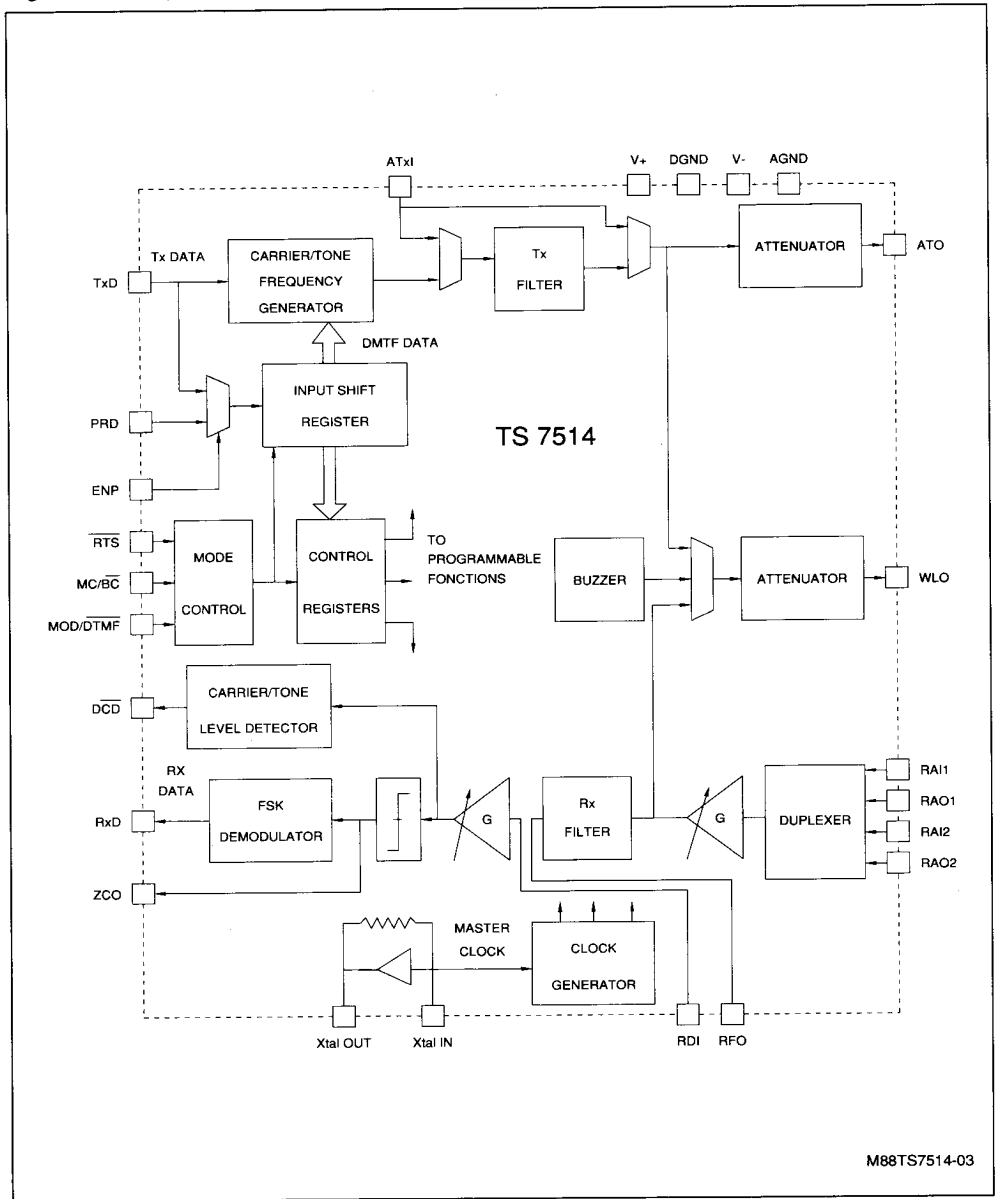 ATxI
V+ DGND V- AGND
Tx DATA
TxD
CARRIER/TONE
FREQUENCY
GENERATOR
Tx
FILTER
ATTENUATOR
ATO
DMTF DATA
INPUT SHIFT
REGISTER
PRD
ENP
TS 7514
RTS
MC/BC
MOD/DTMF
MODE
CONTROL
CONTROL
REGISTERS
TO
PROGRAMMABLE
FONCTIONS
BUZZER
ATTENUATOR
WLO
DCD
CARRIER/TONE
LEVEL DETECTOR
RX
DATA
RxD
FSK
DEMODULATOR
G
Rx
FILTER
G
DUPLEXER
RAI1
RAO1
RAI2
RAO2
ZCO
MASTER
CLOCK
CLOCK
GENERATOR
Xtal OUT
Xtal IN
RDI
RFO
M88TS7514-03